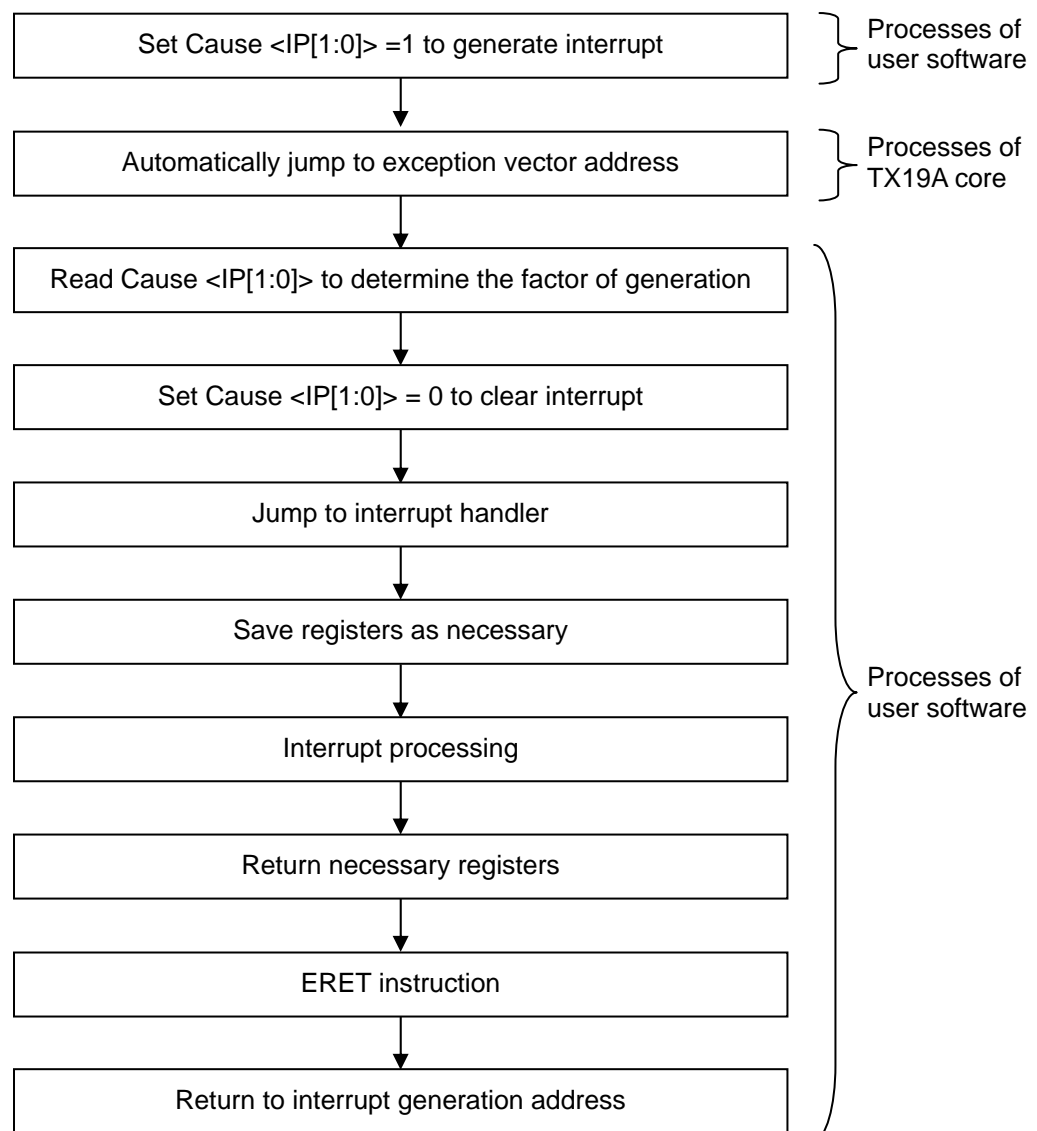 Set Cause <IP[1:0]> =1 to generate interrupt
Processes of
user software
Automatically jump to exception vector address
Processes of
TX19A core
Read Cause <IP[1:0]> to determine the factor of generation
Set Cause <IP[1:0]> = 0 to clear interrupt
Jump to interrupt handler
Save registers as necessary
Processes of
user software
Interrupt processing
Return necessary registers
ERET instruction
Return to interrupt generation address